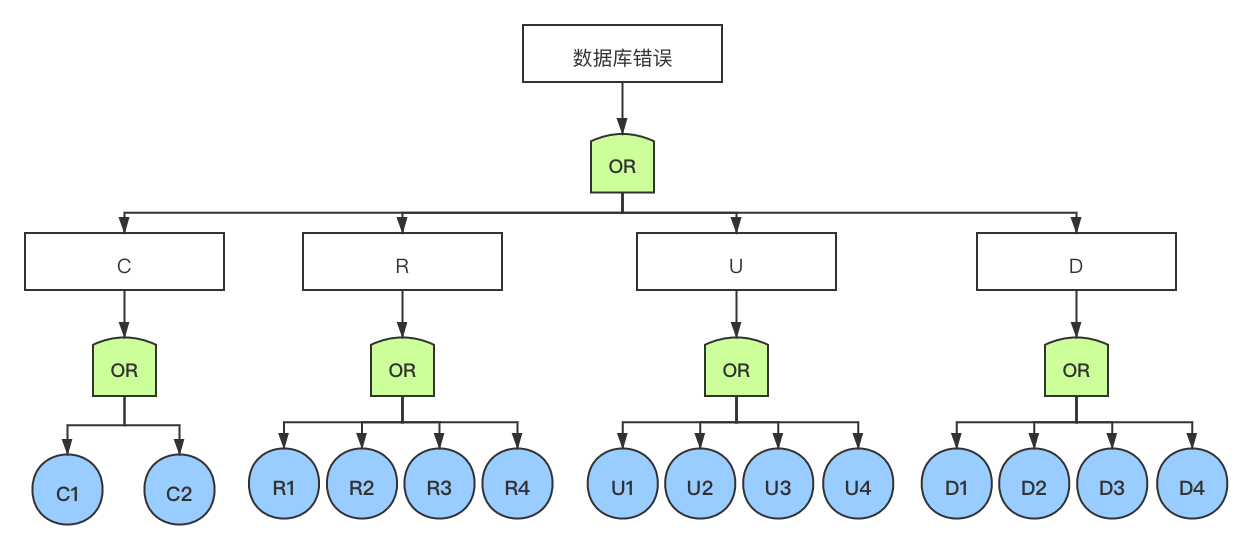 数据库错误
OR
C
R
U
D
OR
OR
OR
OR
C1
C2
R1
R2
R3
R4
U1
U2
U3
U4
D1
D2
D3
D4